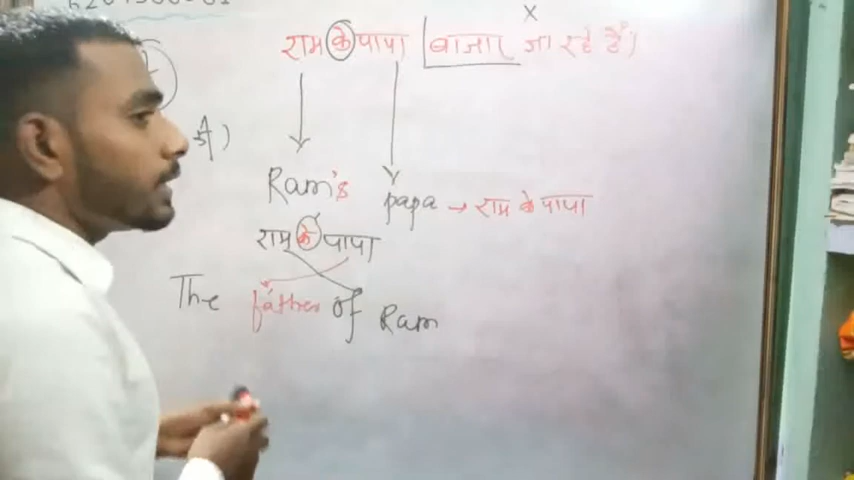 राम के पापा बाजार जा रहे हैं।
Ram's papa → राम के पापा
राम के पापा
The father of Ram